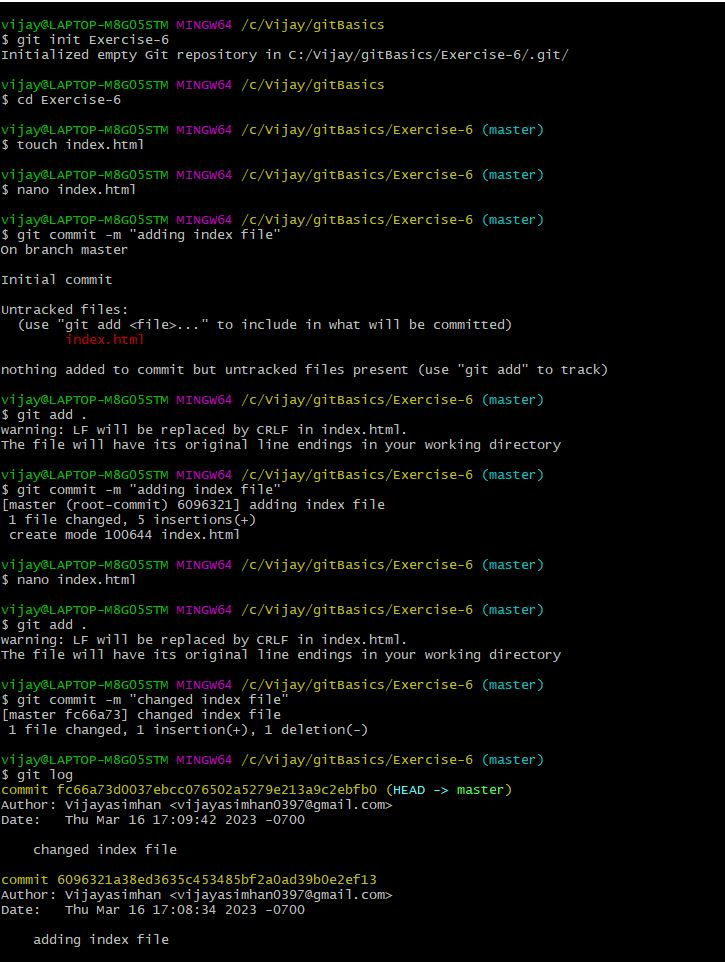 vijay@LAPTOP-M8G05STM MINGW64 /c/Vijay/gitBasics
$ git init Exercise-6
Initialized empty Git repository in C:/Vijay/gitBasics/Exercise-6/.git/
vijay@LAPTOP-M8G05STM MINGW64 /c/Vijay/gitBasics
$ cd Exercise-6
vijay@LAPTOP-M8G05STM MINGW64 /c/Vijay/gitBasics/Exercise-6 (master)
$ touch index.html
vijay@LAPTOP-M8G05STM MINGW64 /c/Vijay/gitBasics/Exercise-6 (master)
$ nano index.html
vijay@LAPTOP-M8G05STM MINGW64 /c/Vijay/gitBasics/Exercise-6 (master)
$ git commit -m "adding index file"
On branch master
Initial commit
Untracked files:
  (use "git add <file>..." to include in what will be committed)
        index.html
nothing added to commit but untracked files present (use "git add" to track)
vijay@LAPTOP-M8G05STM MINGW64 /c/Vijay/gitBasics/Exercise-6 (master)
$ git add .
warning: LF will be replaced by CRLF in index.html.
The file will have its original line endings in your working directory
vijay@LAPTOP-M8G05STM MINGW64 /c/Vijay/gitBasics/Exercise-6 (master)
$ git commit -m "adding index file"
[master (root-commit) 6096321] adding index file
 1 file changed, 5 insertions(+)
 create mode 100644 index.html
vijay@LAPTOP-M8G05STM MINGW64 /c/Vijay/gitBasics/Exercise-6 (master)
$ nano index.html
vijay@LAPTOP-M8G05STM MINGW64 /c/Vijay/gitBasics/Exercise-6 (master)
$ git add .
warning: LF will be replaced by CRLF in index.html.
The file will have its original line endings in your working directory
vijay@LAPTOP-M8G05STM MINGW64 /c/Vijay/gitBasics/Exercise-6 (master)
$ git commit -m "changed index file"
[master fc66a73] changed index file
 1 file changed, 1 insertion(+), 1 deletion(-)
vijay@LAPTOP-M8G05STM MINGW64 /c/Vijay/gitBasics/Exercise-6 (master)
$ git log
commit fc66a73d0037ebcc076502a5279e213a9c2ebfb0 (HEAD -> master)
Author: Vijayasimhan <vijayasimhan0397@gmail.com>
Date:   Thu Mar 16 17:09:42 2023 -0700
    changed index file
commit 6096321a38ed3635c453485bf2a0ad39b0e2ef13
Author: Vijayasimhan <vijayasimhan0397@gmail.com>
Date:   Thu Mar 16 17:08:34 2023 -0700
    adding index file